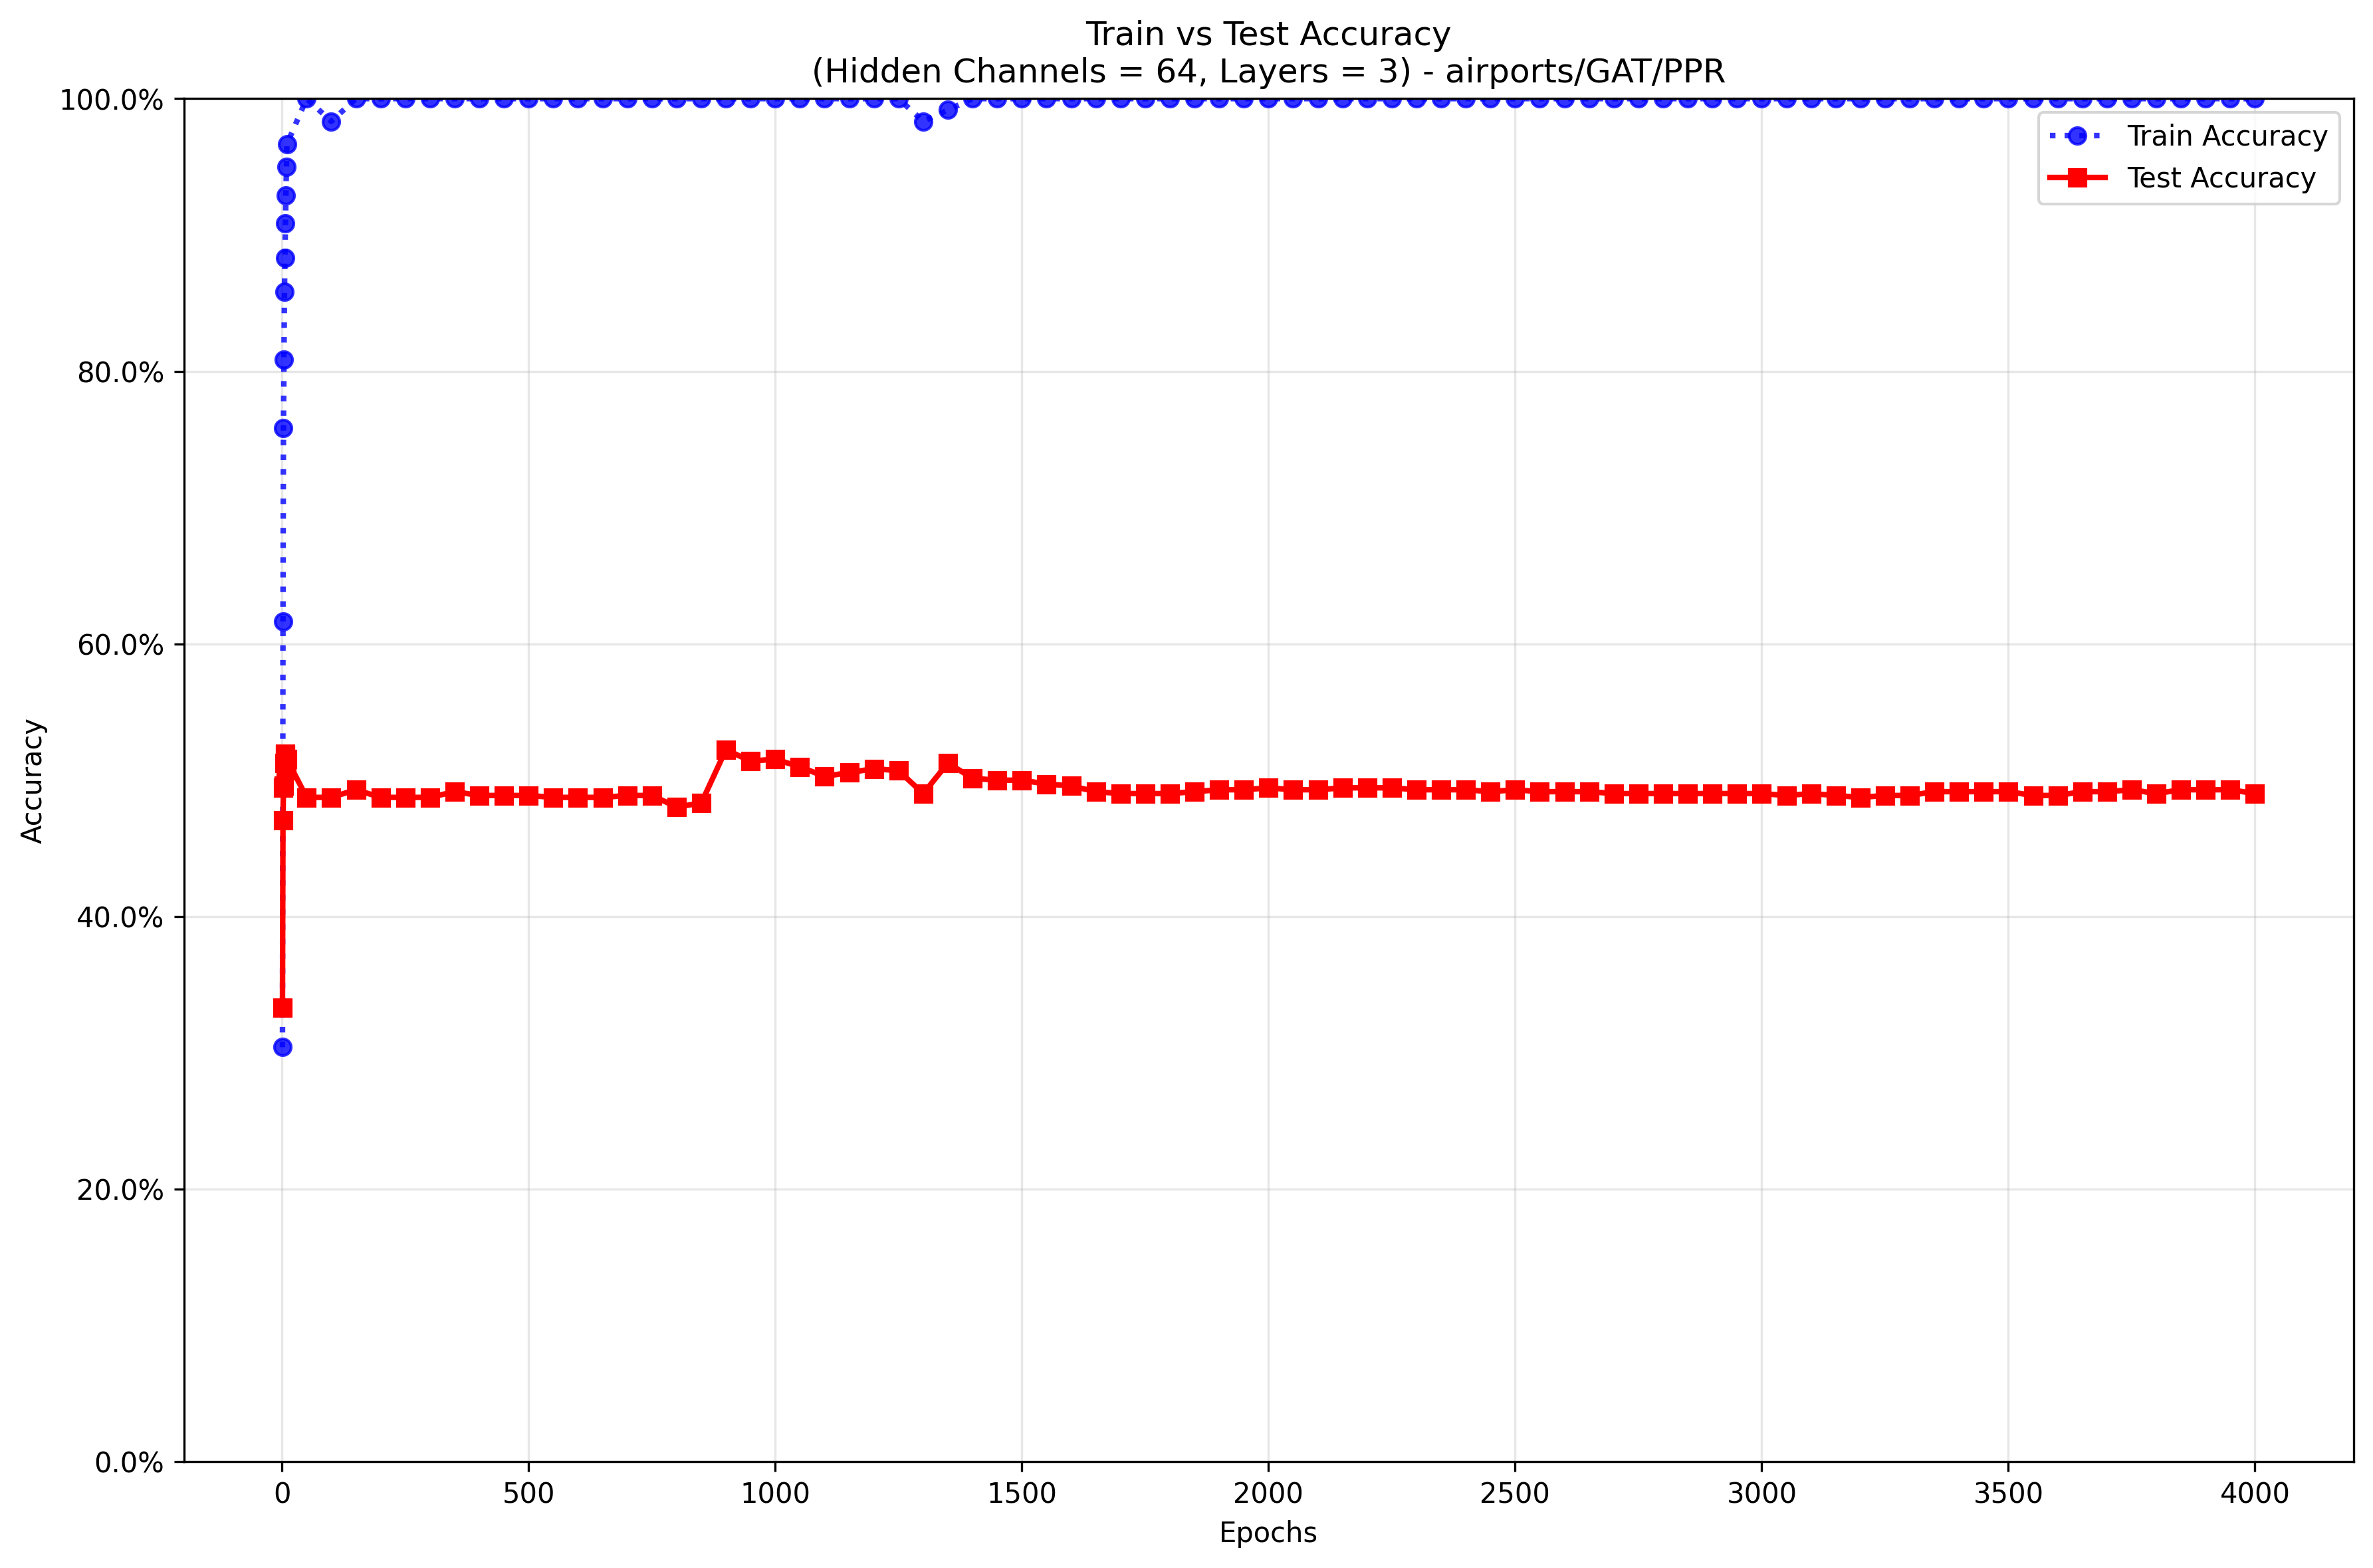 Train vs Test Accuracy
(Hidden Channels = 64, Layers = 3) - airports/GAT/PPR
100.0%
80.0%
60.0%
40.0%
20.0%
0.0%
Accuracy
Train Accuracy
Test Accuracy
0 500 1000 1500 2000 2500 3000 3500 4000
Epochs